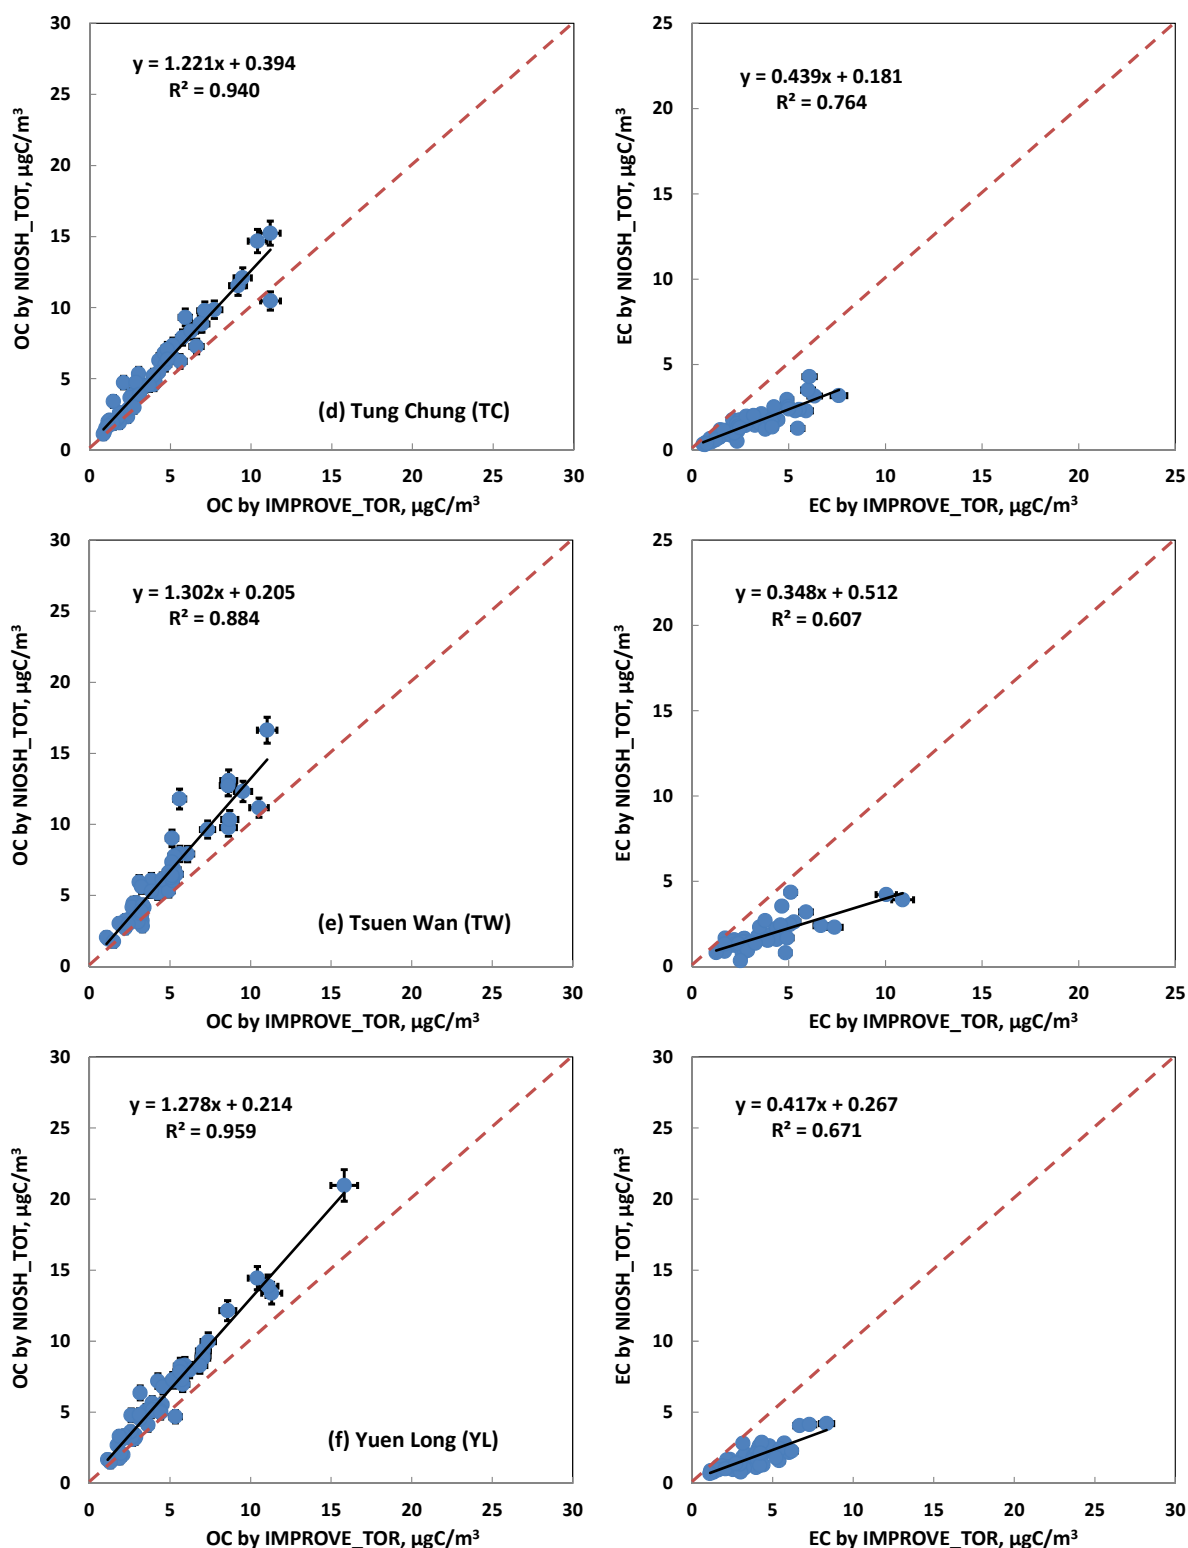 30
25
20
15
10
5
0
OC by NIOSH_TOT, µgC/m³
y = 1.221x + 0.394
R² = 0.940
(d) Tung Chung (TC)
0 5 10 15 20 25 30
OC by IMPROVE_TOR, µgC/m³
25
20
15
10
5
0
EC by NIOSH_TOT, µgC/m³
y = 0.439x + 0.181
R² = 0.764
0 5 10 15 20 25
EC by IMPROVE_TOR, µgC/m³
30
25
20
15
10
5
0
OC by NIOSH_TOT, µgC/m³
y = 1.302x + 0.205
R² = 0.884
(e) Tsuen Wan (TW)
0 5 10 15 20 25 30
OC by IMPROVE_TOR, µgC/m³
25
20
15
10
5
0
EC by NIOSH_TOT, µgC/m³
y = 0.348x + 0.512
R² = 0.607
0 5 10 15 20 25
EC by IMPROVE_TOR, µgC/m³
30
25
20
15
10
5
0
OC by NIOSH_TOT, µgC/m³
y = 1.278x + 0.214
R² = 0.959
(f) Yuen Long (YL)
0 5 10 15 20 25 30
OC by IMPROVE_TOR, µgC/m³
30
25
20
15
10
5
0
EC by NIOSH_TOT, µgC/m³
y = 0.417x + 0.267
R² = 0.671
0 5 10 15 20 25 30
EC by IMPROVE_TOR, µgC/m³